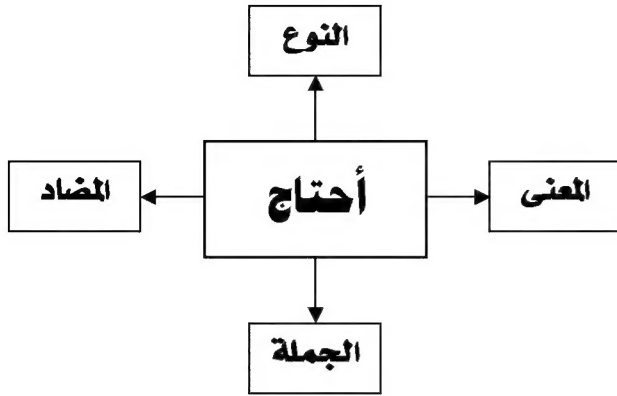 النوع
المعنى
أحتاج
المضاد
الجملة